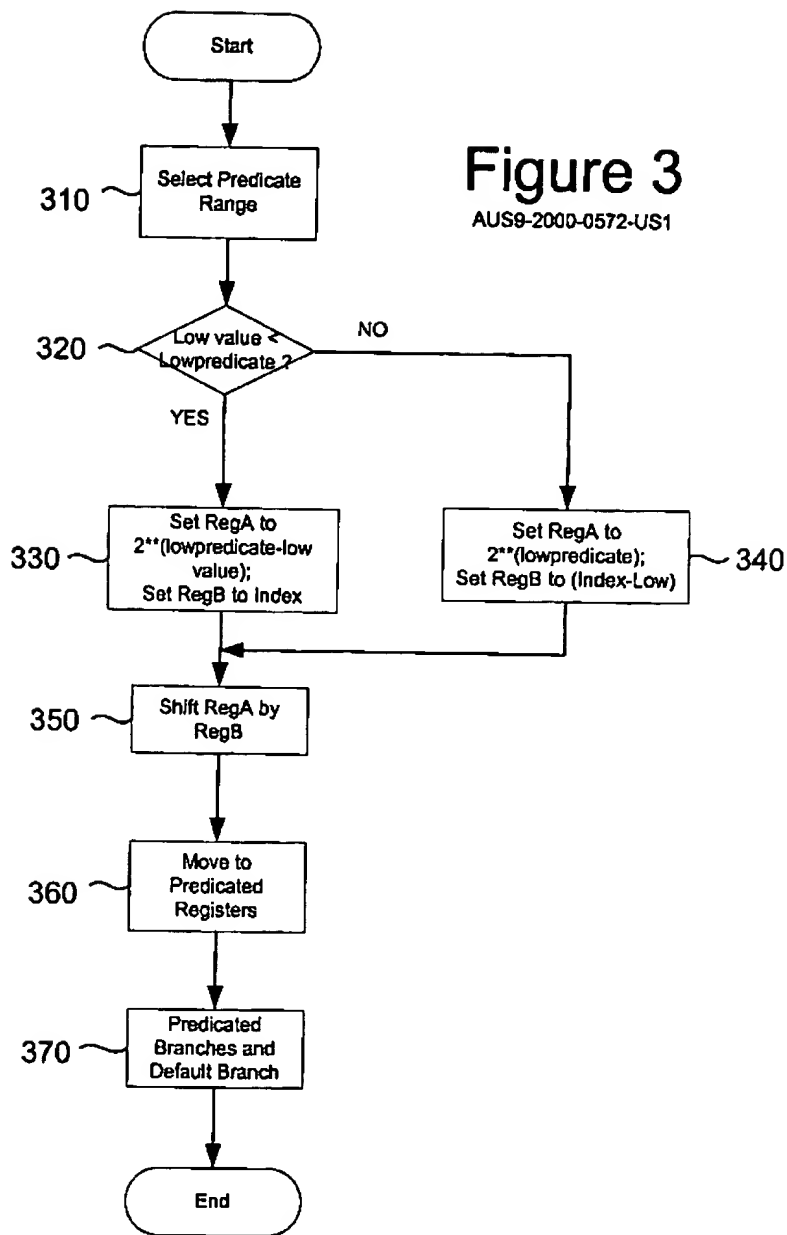 Start
Figure 3
AUS9-2000-0572-US1
310
Select Predicate
Range
320
Low value <
Lowpredicate ?
NO
YES
330
Set RegA to
2**(lowpredicate-low
value);
Set RegB to Index
Set RegA to
2**(lowpredicate);
Set RegB to (Index-Low)
340
350
Shift RegA by
RegB
360
Move to
Predicated
Registers
370
Predicated
Branches and
Default Branch
End